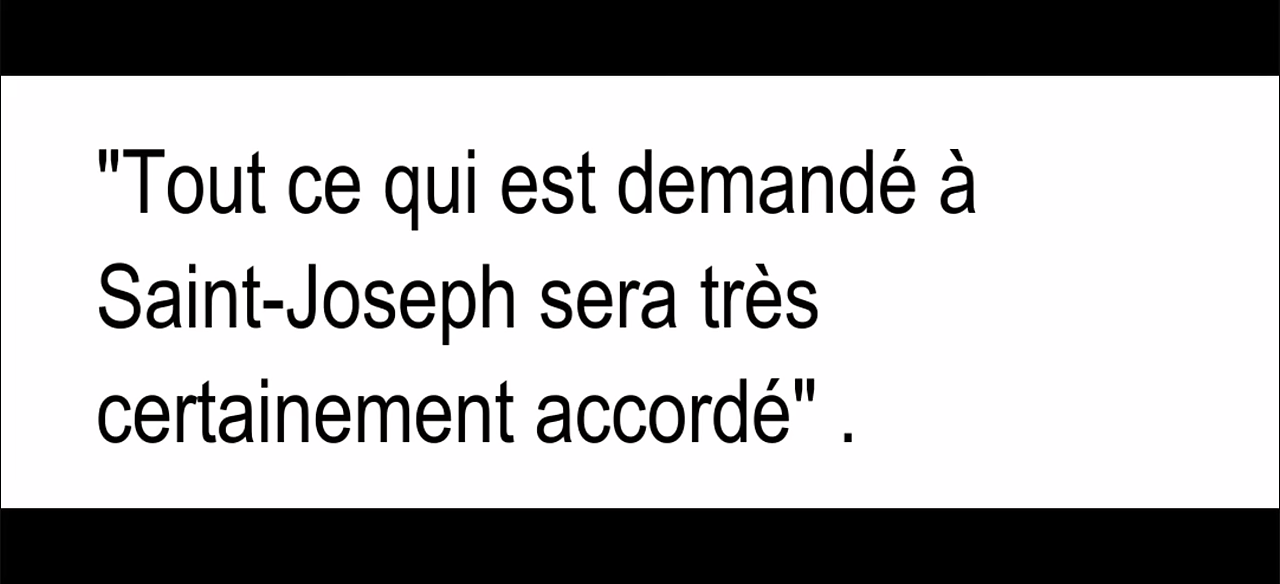 "Tout ce qui est demandé à
Saint-Joseph sera très
certainement accordé" .